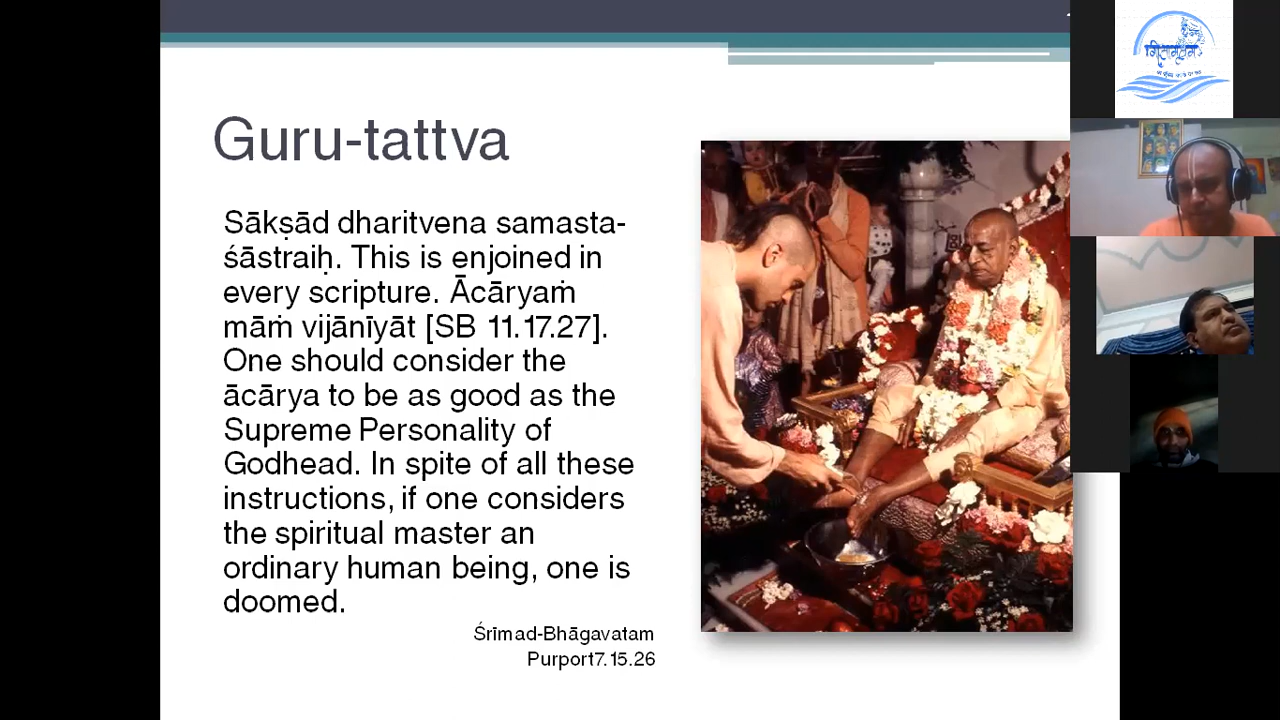 Guru-tattva
Sākṣād dharitvena samasta-
śāstraiḥ. This is enjoined in
every scripture. Ācāryaṁ
māṁ vijānīyāt [SB 11.17.27].
One should consider the
ācārya to be as good as the
Supreme Personality of
Godhead. In spite of all these
instructions, if one considers
the spiritual master an
ordinary human being, one is
doomed.
Śrīmad-Bhāgavatam
Purport7.15.26